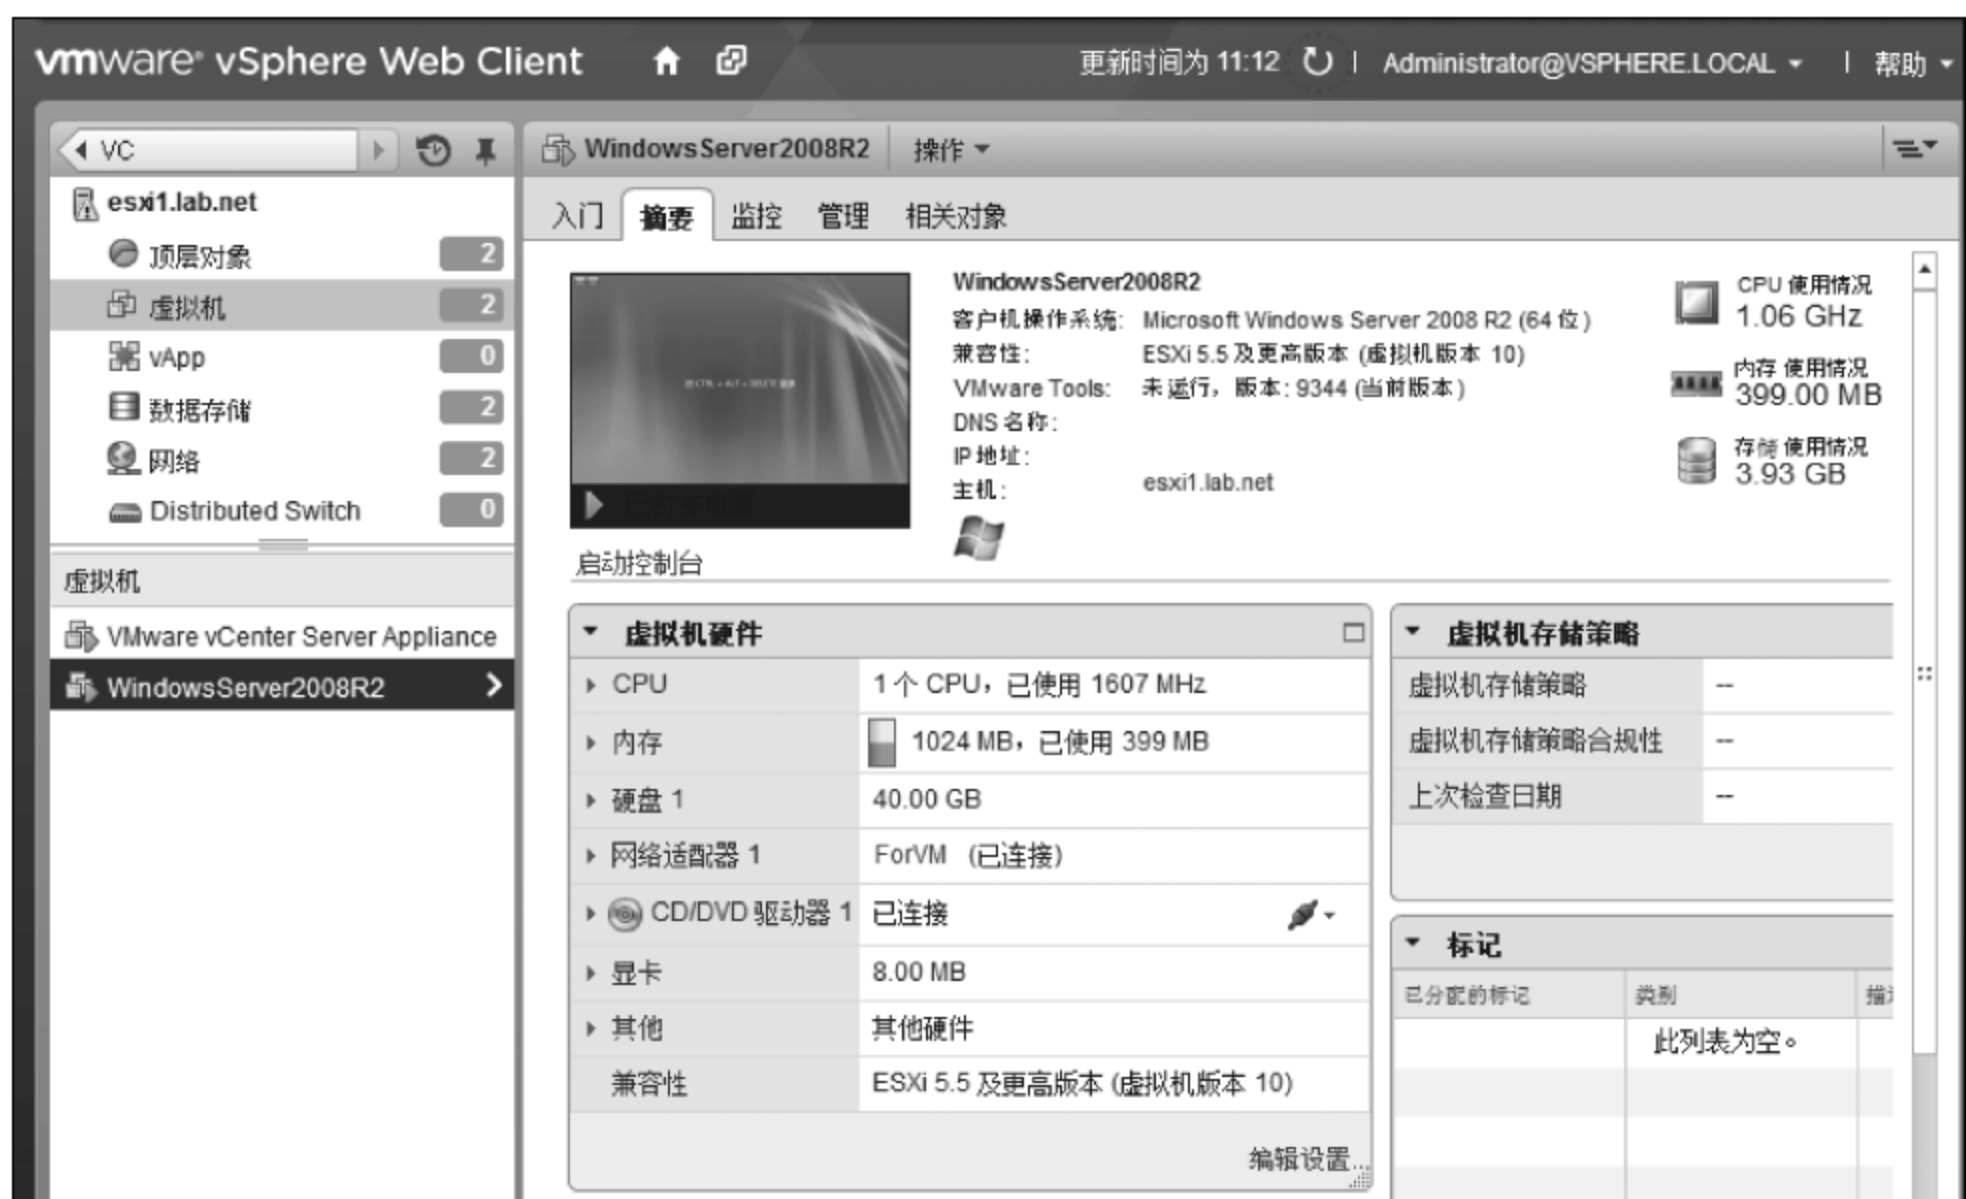 vmware vSphere Web Client
更新时间为 11:12
Administrator@VSPHERE.LOCAL
帮助
VC
esxi1.lab.net
顶层对象 2
虚拟机 2
vApp 0
数据存储 2
网络 2
Distributed Switch 0
虚拟机
VMware vCenter Server Appliance
WindowsServer2008R2
WindowsServer2008R2 操作
入门 摘要 监控 管理 相关对象
启动控制台
WindowsServer2008R2
客户机操作系统: Microsoft Windows Server 2008 R2 (64 位)
兼容性: ESXi 5.5 及更高版本 (虚拟机版本 10)
VMware Tools: 未运行，版本: 9344 (当前版本)
DNS 名称:
IP 地址:
主机: esxi1.lab.net
CPU 使用情况
1.06 GHz
内存 使用情况
399.00 MB
存储 使用情况
3.93 GB
虚拟机硬件
CPU 1 个 CPU，已使用 1607 MHz
内存 1024 MB，已使用 399 MB
硬盘 1 40.00 GB
网络适配器 1 ForVM (已连接)
CD/DVD 驱动器 1 已连接
显卡 8.00 MB
其他 其他硬件
兼容性 ESXi 5.5 及更高版本 (虚拟机版本 10)
编辑设置...
虚拟机存储策略
虚拟机存储策略 --
虚拟机存储策略合规性 --
上次检查日期 --
标记
已分配的标记 类别
此列表为空。